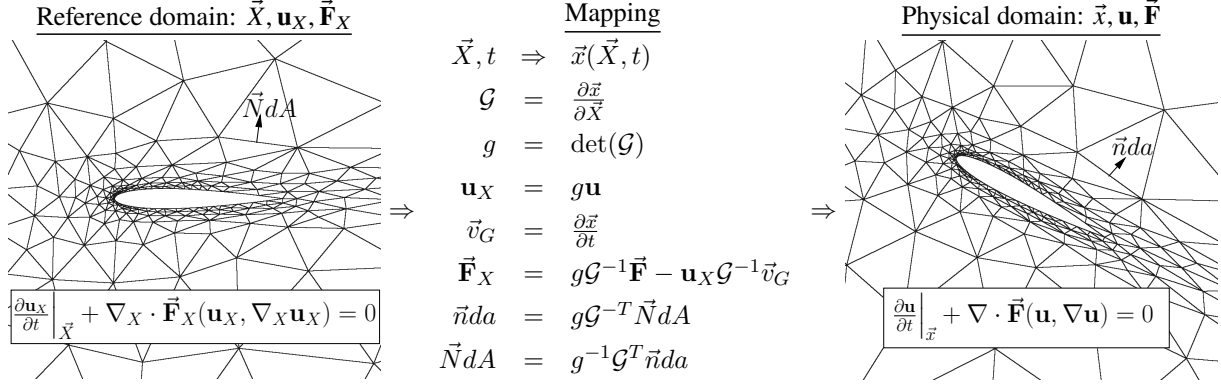 Reference domain: $\vec{X}, \mathbf{u}_X, \vec{\mathbf{F}}_X$
$\vec{N}dA$
$\left.\frac{\partial \mathbf{u}_X}{\partial t}\right|_{\vec{X}} + \nabla_X \cdot \vec{\mathbf{F}}_X(\mathbf{u}_X, \nabla_X \mathbf{u}_X) = 0$
⇒
Mapping
$\vec{X}, t \Rightarrow \vec{x}(\vec{X}, t)$
$\mathcal{G} = \frac{\partial \vec{x}}{\partial \vec{X}}$
$g = \det(\mathcal{G})$
$\mathbf{u}_X = g\mathbf{u}$
$\vec{v}_G = \frac{\partial \vec{x}}{\partial t}$
$\vec{\mathbf{F}}_X = g\mathcal{G}^{-1}\vec{\mathbf{F}} - \mathbf{u}_X \mathcal{G}^{-1}\vec{v}_G$
$\vec{n}da = g\mathcal{G}^{-T}\vec{N}dA$
$\vec{N}dA = g^{-1}\mathcal{G}^T\vec{n}da$
⇒
Physical domain: $\vec{x}, \mathbf{u}, \vec{\mathbf{F}}$
$\vec{n}da$
$\left.\frac{\partial \mathbf{u}}{\partial t}\right|_{\vec{x}} + \nabla \cdot \vec{\mathbf{F}}(\mathbf{u}, \nabla \mathbf{u}) = 0$